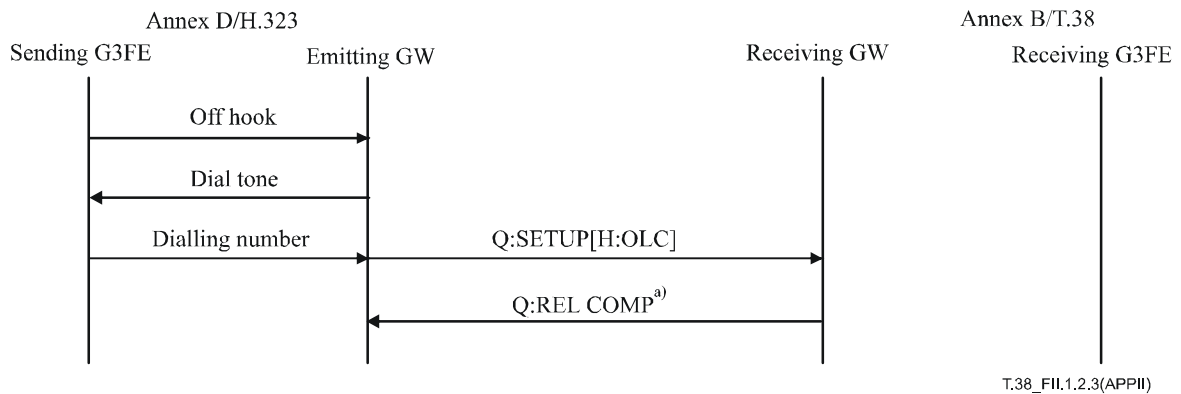 Annex D/H.323
Annex B/T.38
Sending G3FE
Emitting GW
Receiving GW
Receiving G3FE
Off hook
Dial tone
Dialling number
Q:SETUP[H:OLC]
Q:REL COMPa)
T.38_FII.1.2.3(APPII)